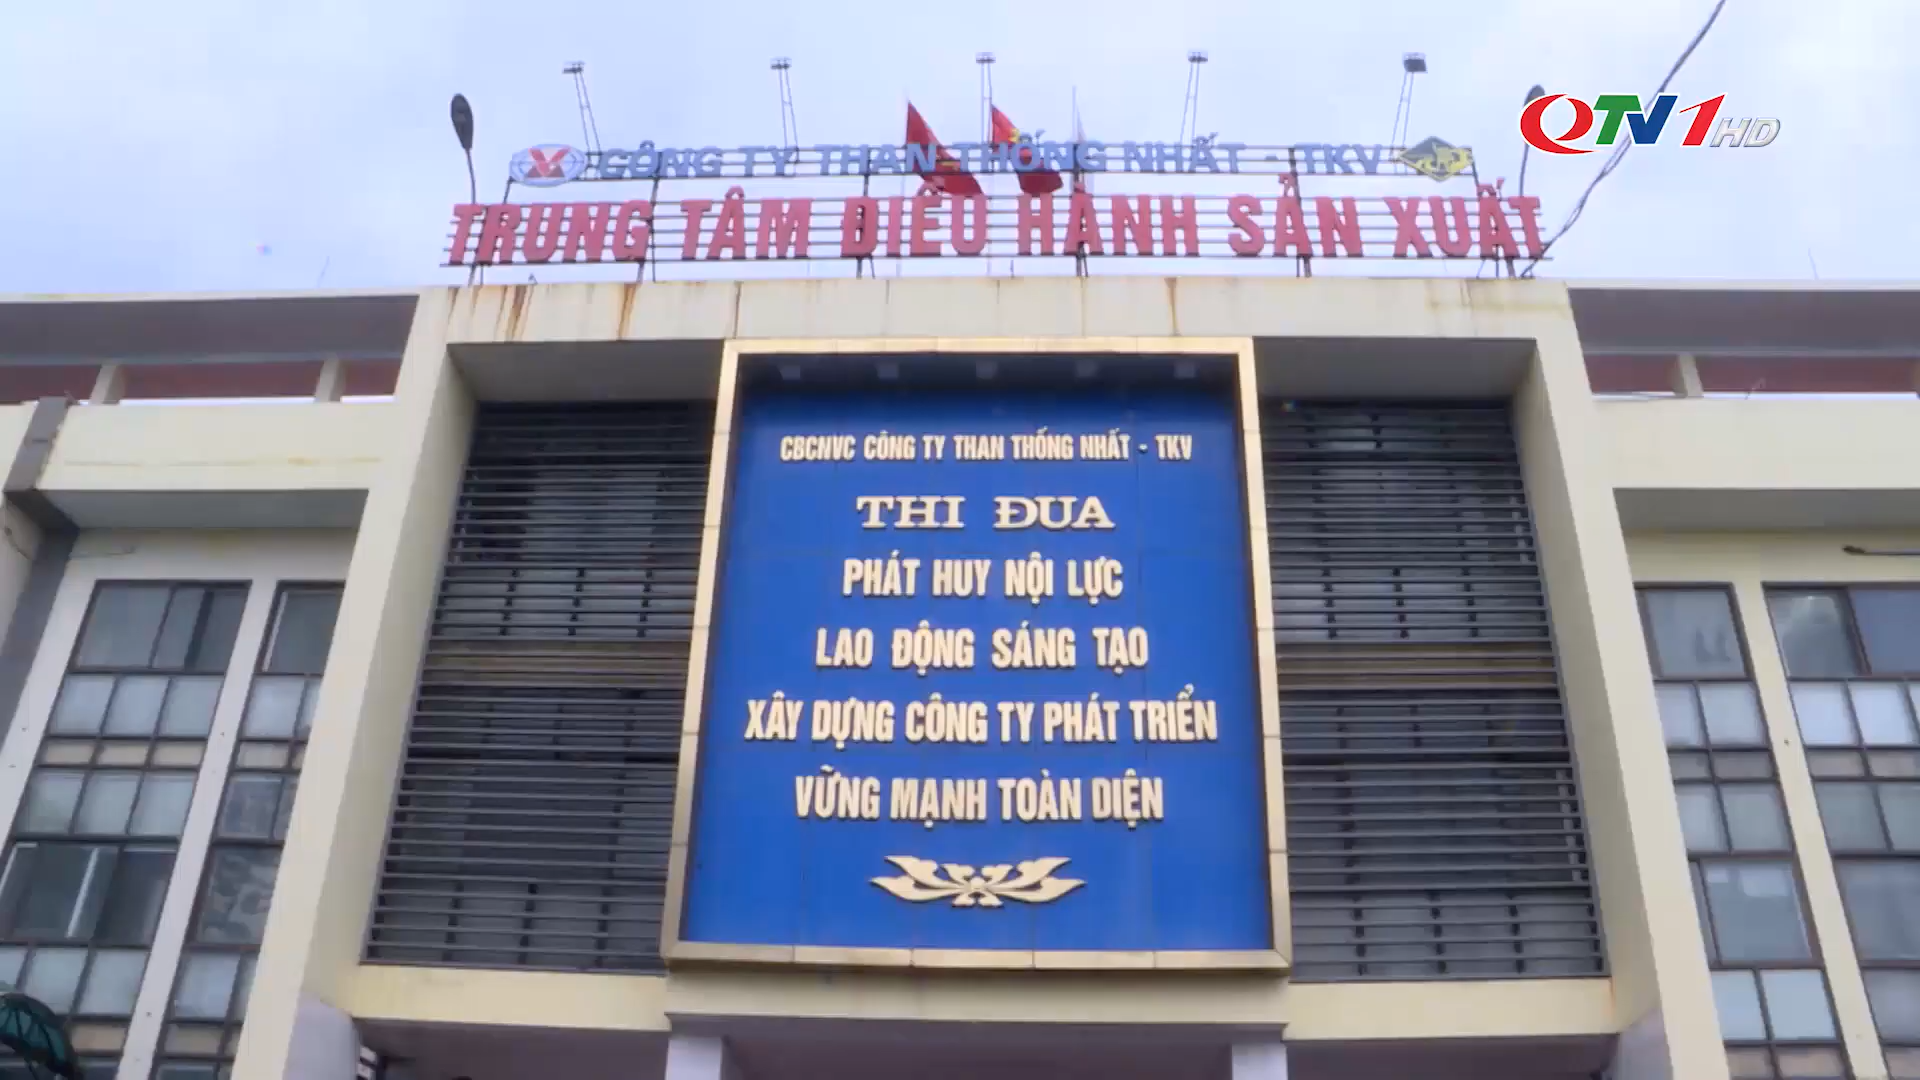 QTV1HD
CÔNG TY THAN THỐNG NHẤT - TKV
TRUNG TÂM ĐIỀU HÀNH SẢN XUẤT
CBCNVC CÔNG TY THAN THỐNG NHẤT - TKV
THI ĐUA
PHÁT HUY NỘI LỰC
LAO ĐỘNG SÁNG TẠO
XÂY DỰNG CÔNG TY PHÁT TRIỂN
VỮNG MẠNH TOÀN DIỆN